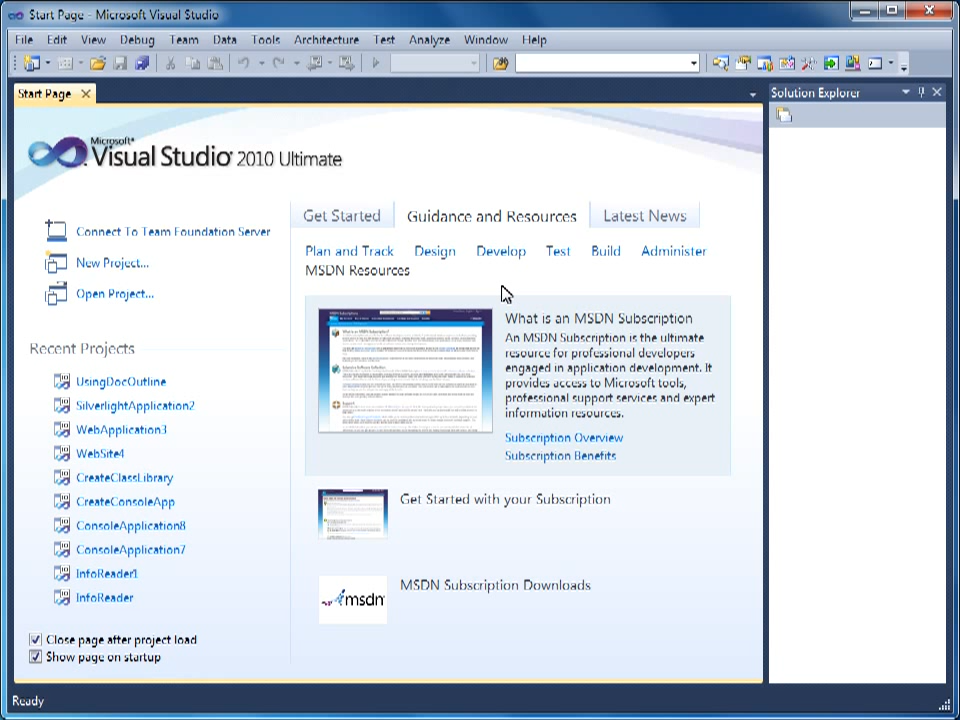 Start Page - Microsoft Visual Studio
File Edit View Debug Team Data Tools Architecture Test Analyze Window Help
Start Page
Solution Explorer
Microsoft®
Visual Studio® 2010 Ultimate
Connect To Team Foundation Server
New Project...
Open Project...
Recent Projects
UsingDocOutline
SilverlightApplication2
WebApplication3
WebSite4
CreateClassLibrary
CreateConsoleApp
ConsoleApplication8
ConsoleApplication7
InfoReader1
InfoReader
Close page after project load
Show page on startup
Get Started Guidance and Resources Latest News
Plan and Track Design Develop Test Build Administer
MSDN Resources
What is an MSDN Subscription
An MSDN Subscription is the ultimate
resource for professional developers
engaged in application development. It
provides access to Microsoft tools,
professional support services and expert
information resources.
Subscription Overview
Subscription Benefits
Get Started with your Subscription
msdn
MSDN Subscription Downloads
Ready